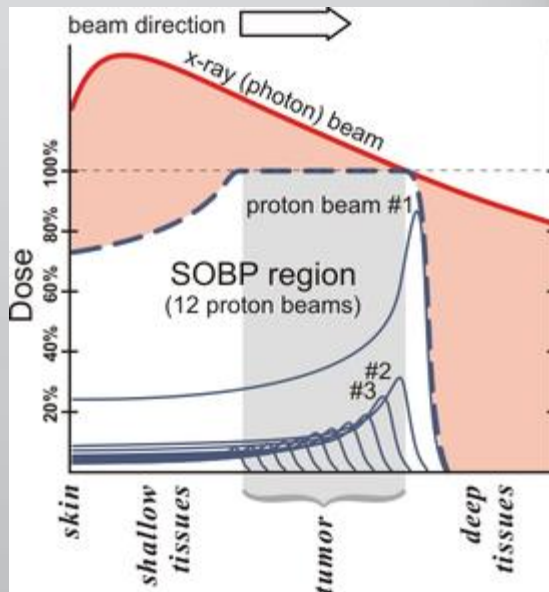 beam direction
x-ray (photon) beam
100%
80%
60%
40%
20%
Dose
proton beam #1
SOBP region
(12 proton beams)
#2
#3
skin
shallow
tissues
tumor
deep
tissues